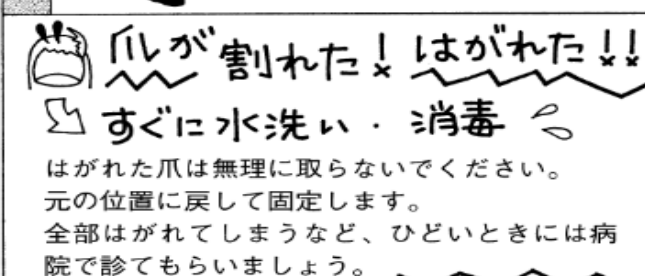 爪が割れた!はがれた!!
すぐに水洗い・消毒
はがれた爪は無理に取らないでください。
元の位置に戻して固定します。
全部はがれてしまうなど、ひどいときには病
院で診てもらいましょう。